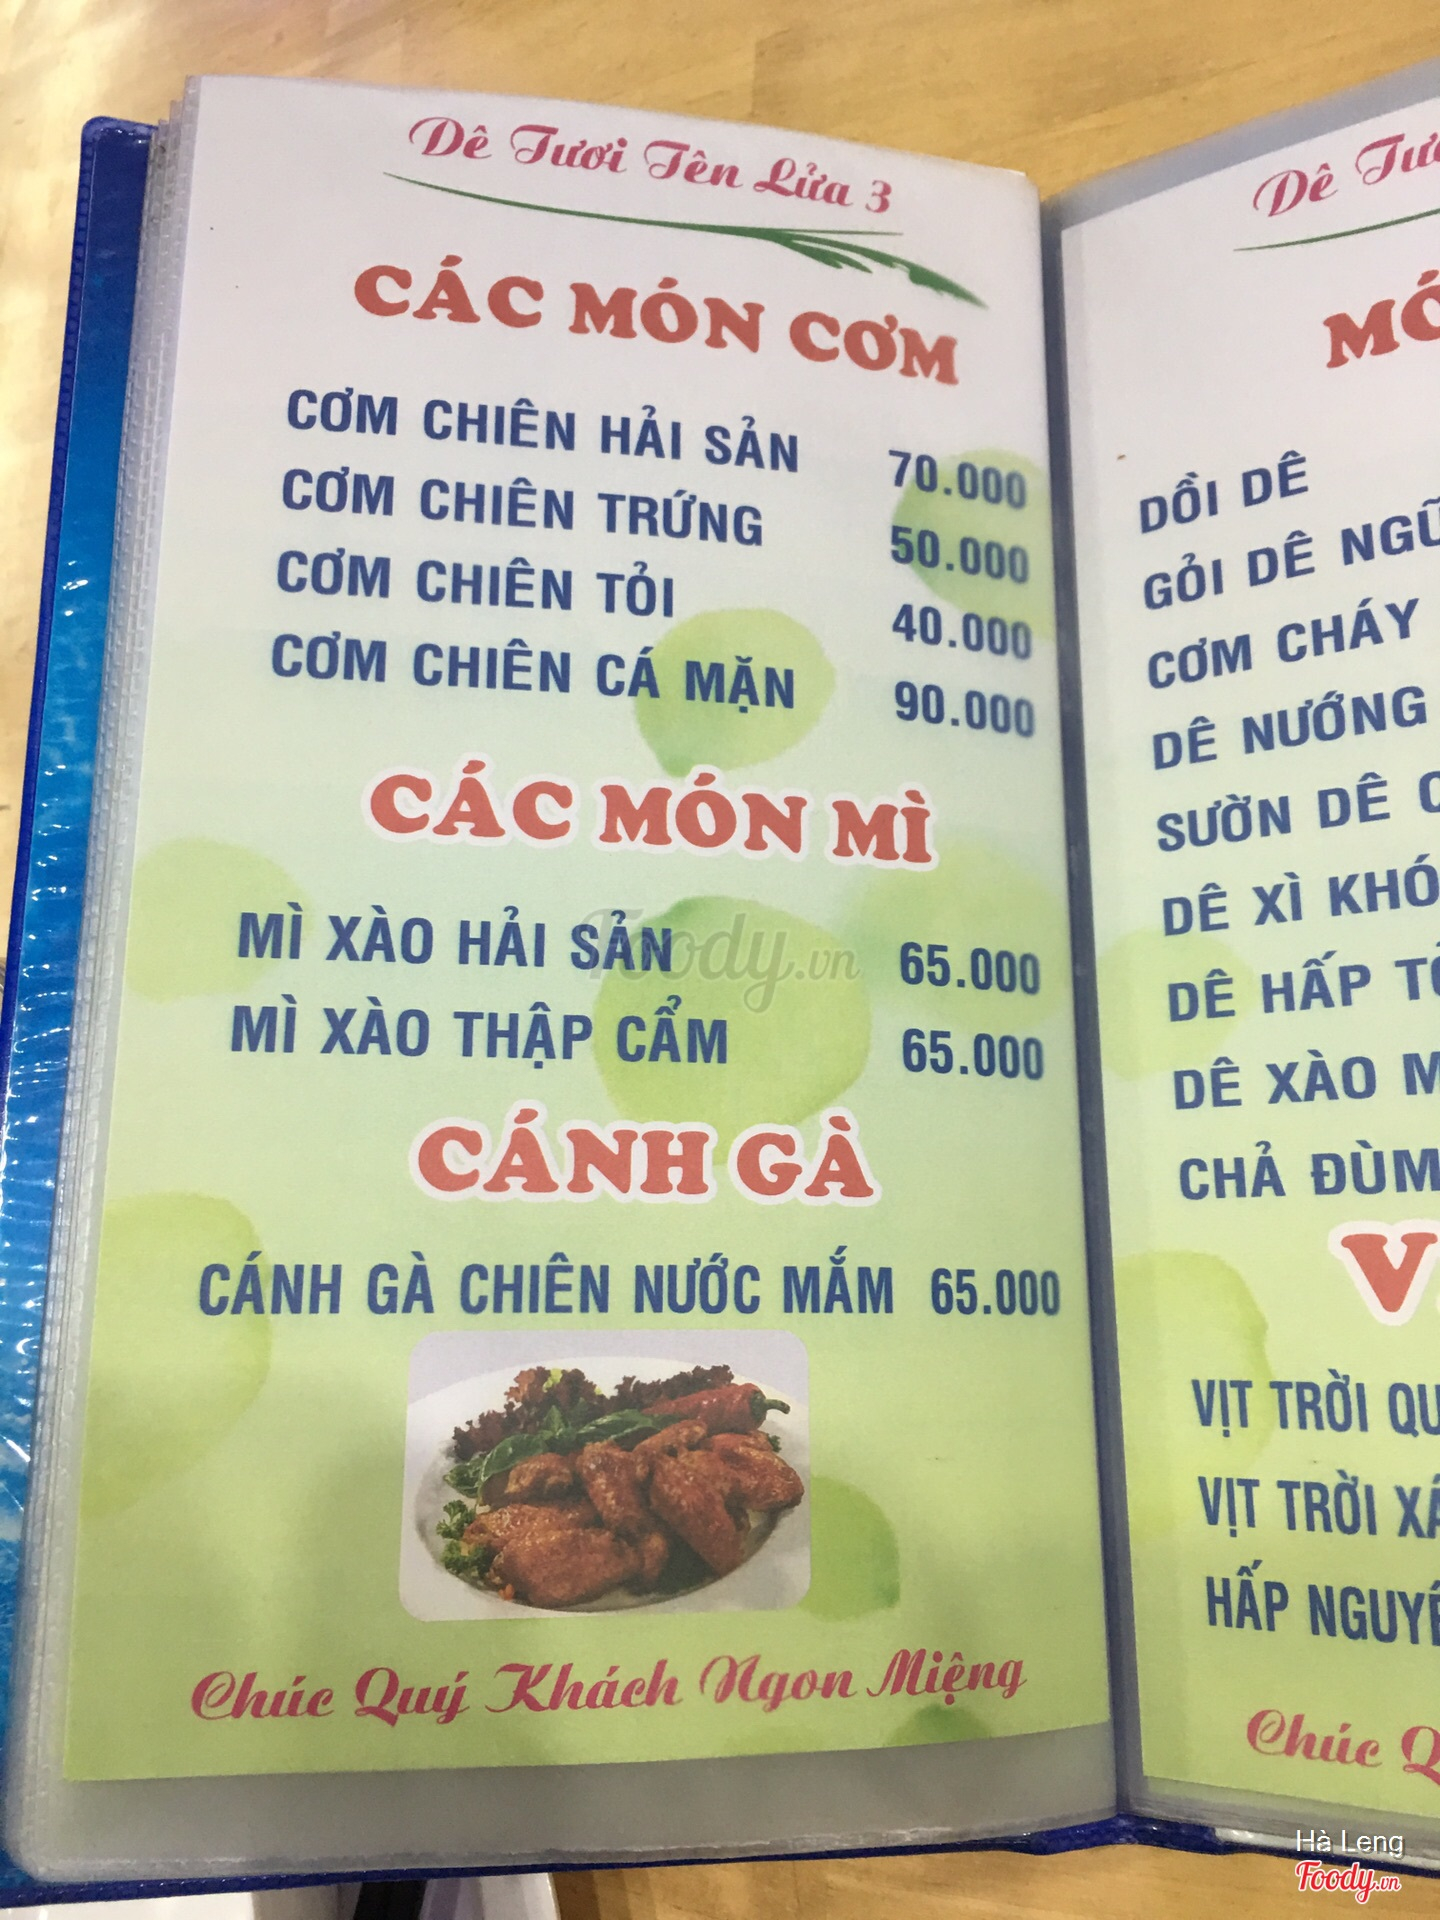 Dê Tươi Tên Lửa 3
CÁC MÓN CƠM
CƠM CHIÊN HẢI SẢN 70.000
CƠM CHIÊN TRỨNG 50.000
CƠM CHIÊN TỎI 40.000
CƠM CHIÊN CÁ MẶN 90.000
CÁC MÓN MÌ
MÌ XÀO HẢI SẢN 65.000
MÌ XÀO THẬP CẨM 65.000
CÁNH GÀ
CÁNH GÀ CHIÊN NƯỚC MẮM 65.000
Chúc Quý Khách Ngon Miệng
Foody.vn
Dê
DỒI DÊ
GỎI DÊ
CƠM CHÁY
DÊ NƯỚNG
SƯỜN DÊ
DÊ XÌ
DÊ HẤP
DÊ XÀO
CHẢ
VỊT TRỜI
VỊT TRỜI
HẤP
Chúc
Hà Leng
Foody.vn